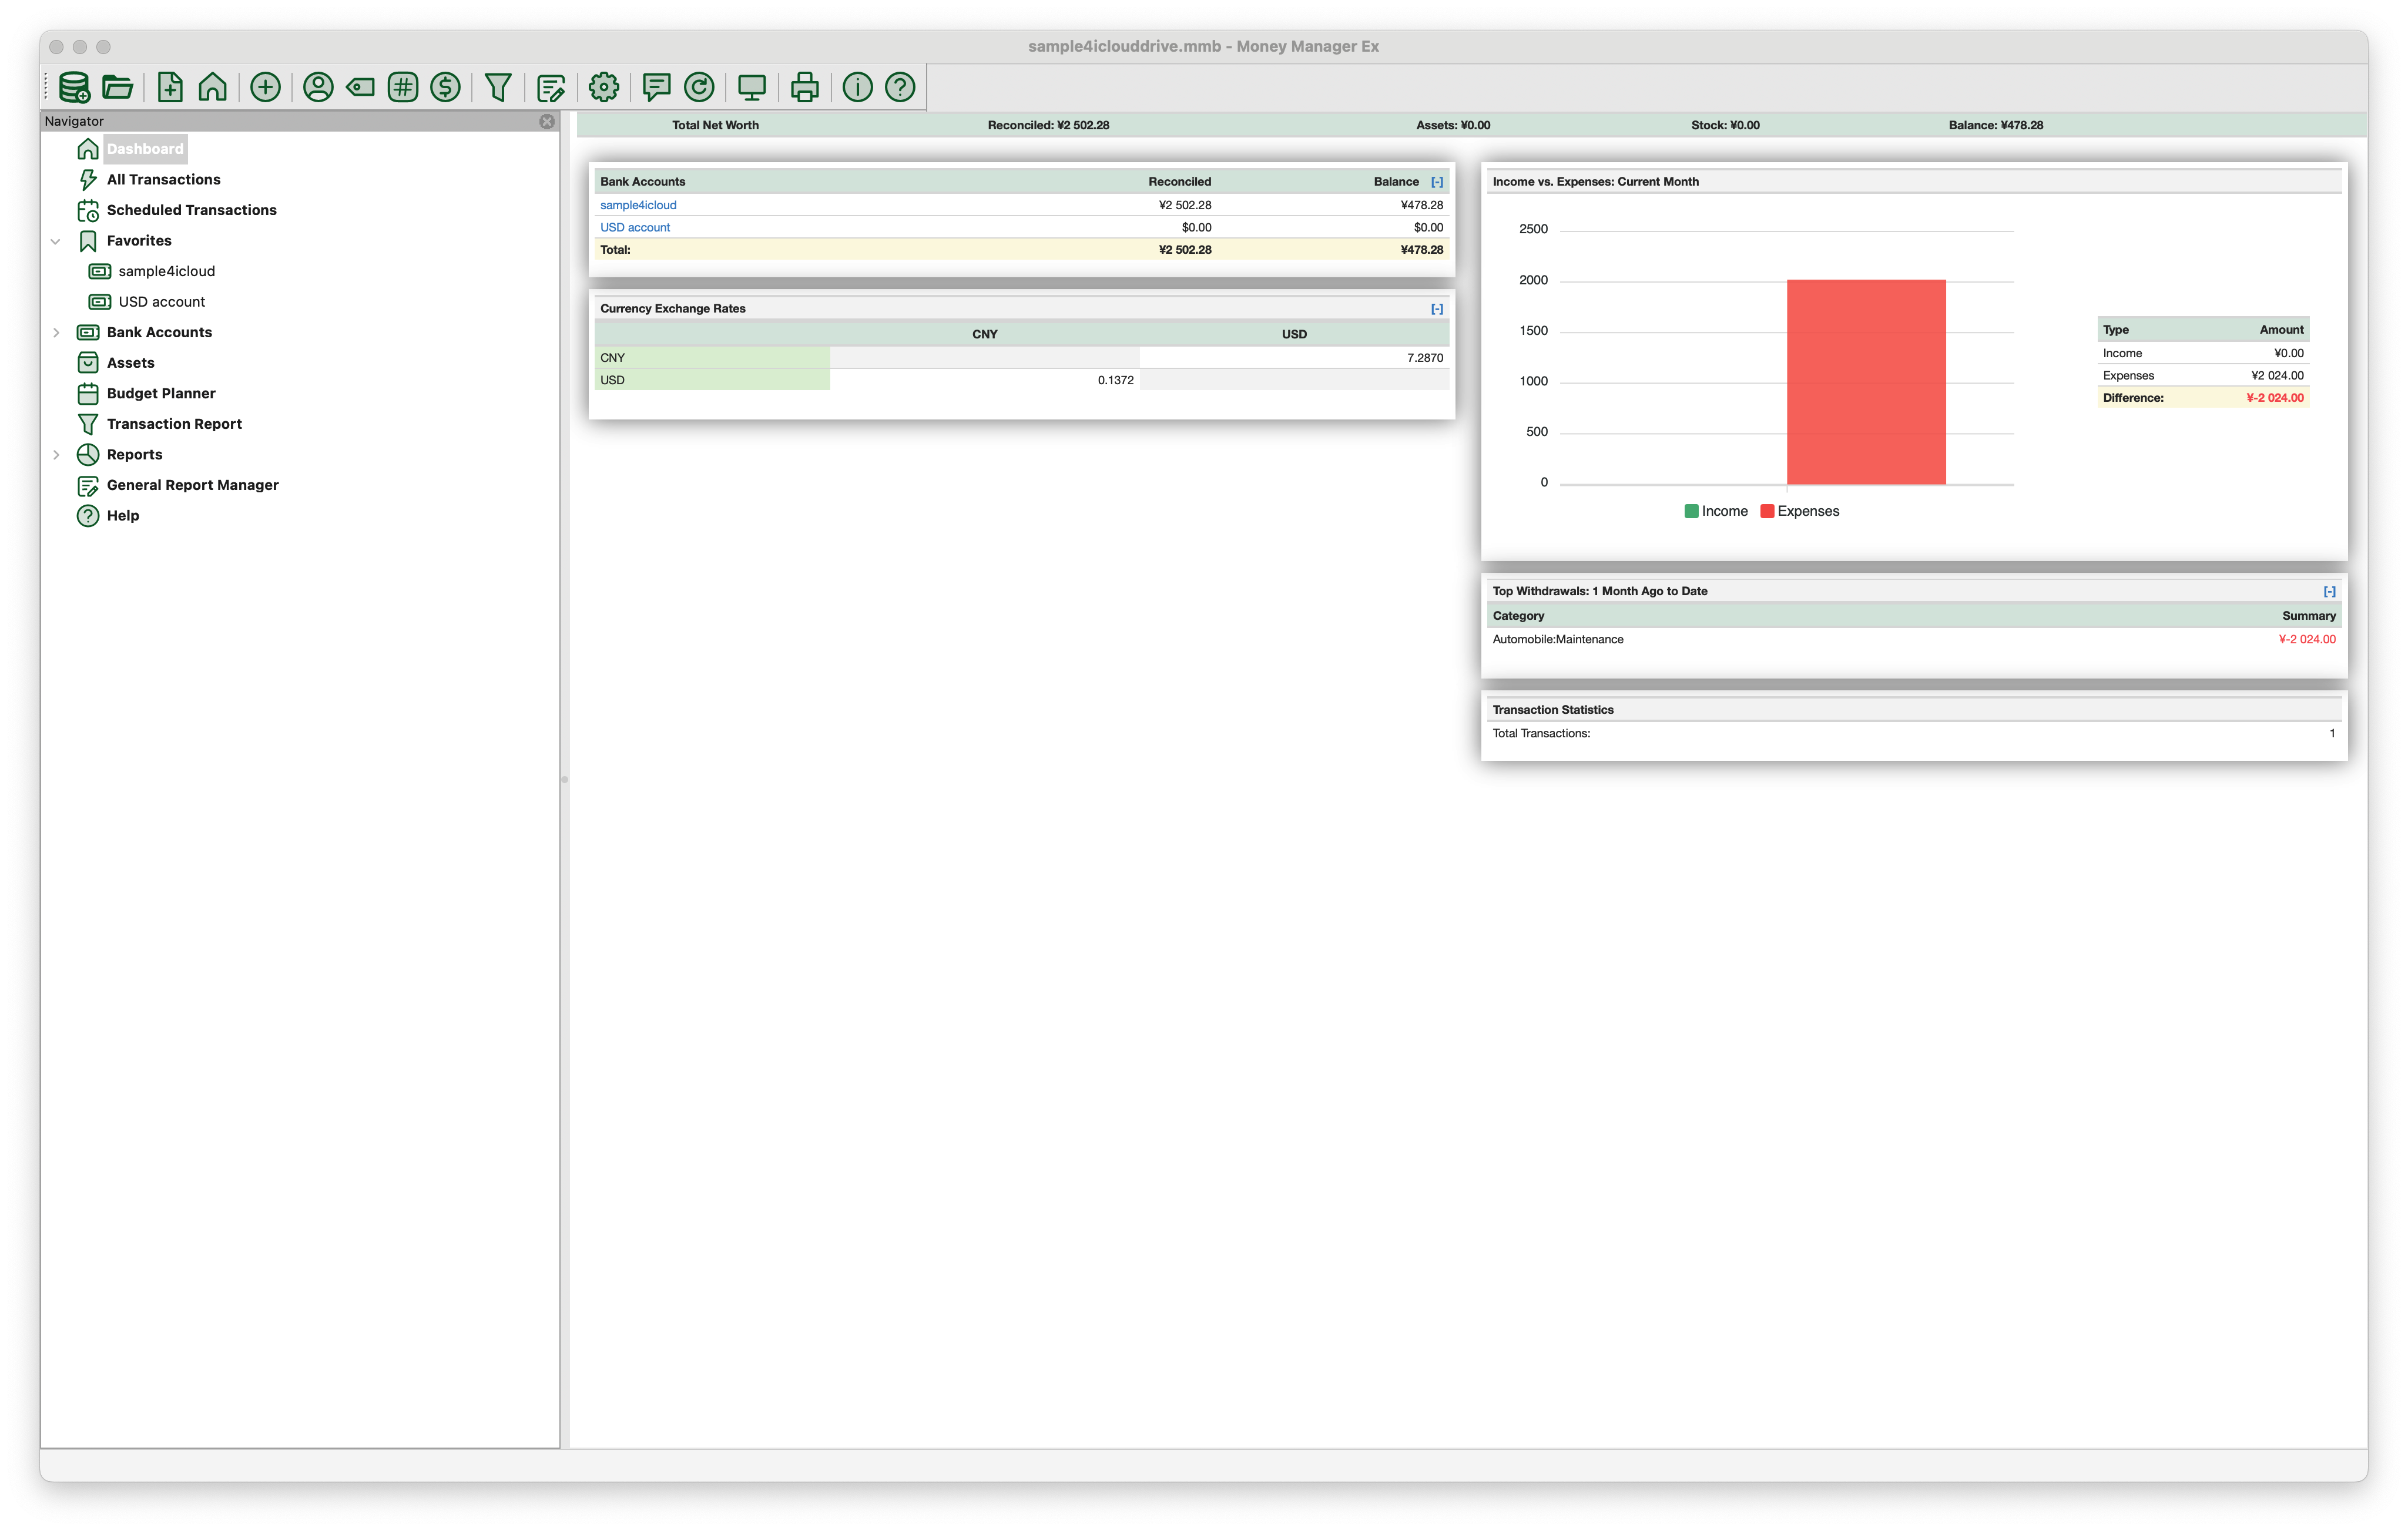 sample4iclouddrive.mmb - Money Manager Ex
Navigator
Dashboard
All Transactions
Scheduled Transactions
Favorites
sample4icloud
USD account
Bank Accounts
Assets
Budget Planner
Transaction Report
Reports
General Report Manager
Help
Total Net Worth Reconciled: ¥2 502.28 Assets: ¥0.00 Stock: ¥0.00 Balance: ¥478.28
Bank Accounts Reconciled Balance [-]
sample4icloud ¥2 502.28 ¥478.28
USD account $0.00 $0.00
Total: ¥2 502.28 ¥478.28
Currency Exchange Rates [-]
CNY USD
CNY 7.2870
USD 0.1372
Income vs. Expenses: Current Month
2500
2000
1500
1000
500
0
Income Expenses
Type Amount
Income ¥0.00
Expenses ¥2 024.00
Difference: ¥-2 024.00
Top Withdrawals: 1 Month Ago to Date [-]
Category Summary
Automobile:Maintenance ¥-2 024.00
Transaction Statistics
Total Transactions: 1